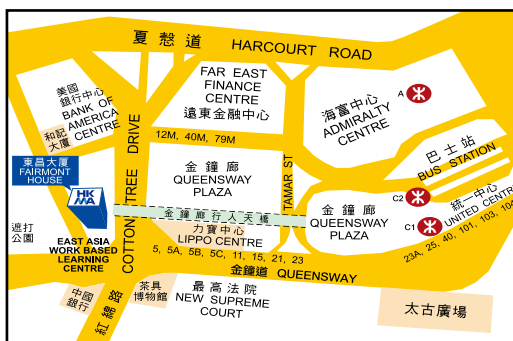 夏慤道 HARCOURT ROAD
美國
銀行中心
BANK OF
AMERICA
CENTRE
和記
大廈
FAR EAST
FINANCE
CENTRE
遠東金融中心
海富中心
ADMIRALTY
CENTRE
A
12M, 40M, 79M
東昌大廈
FAIRMONT
HOUSE
HK
MA
COTTON TREE DRIVE
紅綿路
金鐘廊
QUEENSWAY
PLAZA
TAMAR ST
巴士站
BUS STATION
C2
統一中心
UNITED CENTRE
C1
23A, 25, 40, 101, 103, 104
金鐘廊
QUEENSWAY
PLAZA
遮打
公園
金鐘廊行人天橋
EAST ASIA
WORK BASED
LEARNING
CENTRE
力寶中心
LIPPO CENTRE
5, 5A, 5B, 5C, 11, 15, 21, 23
金鐘道 QUEENSWAY
中國
銀行
茶具
博物館
最高法院
NEW SUPREME
COURT
太古廣場